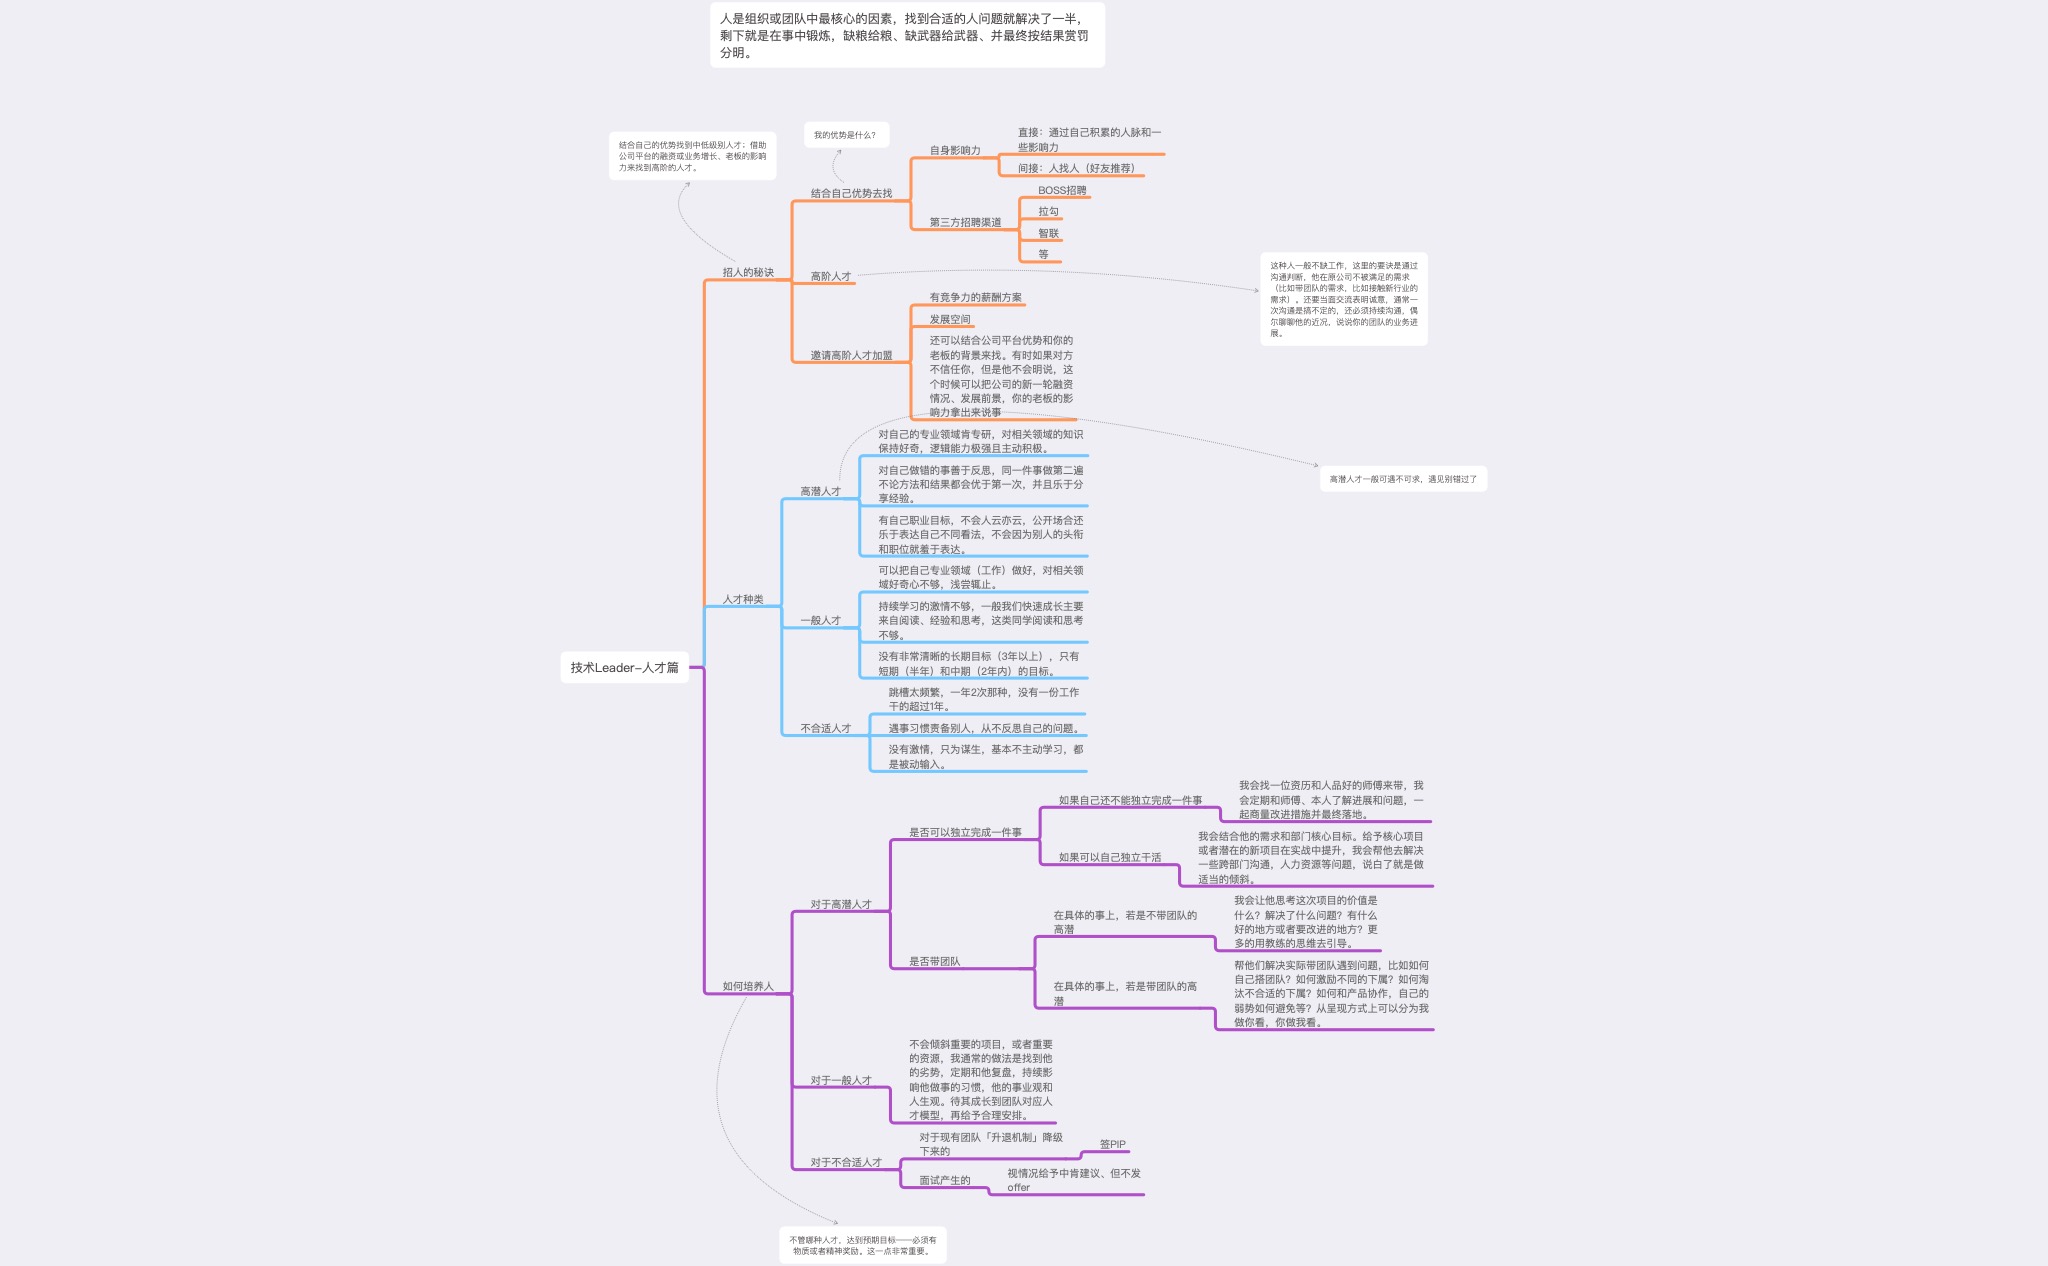 人是组织或团队中最核心的因素，找到合适的人问题就解决了一半，
剩下就是在事中锻炼，缺粮给粮、缺武器给武器、并最终按结果赏罚
分明。
我的优势是什么？
结合自己的优势找到中低级别人才；借助
公司平台的融资或业务增长、老板的影响
力来找到高阶的人才。
技术Leader-人才篇
招人的秘诀
结合自己优势去找
自身影响力
直接：通过自己积累的人脉和一
些影响力
间接：人找人（好友推荐）
第三方招聘渠道
BOSS招聘
拉勾
智联
等
高阶人才
这种人一般不缺工作，这里的要诀是通过
沟通判断，他在原公司不被满足的需求
（比如带团队的需求，比如接触新行业的
需求）。还要当面交流表明诚意，通常一
次沟通是搞不定的，还必须持续沟通，偶
尔聊聊他的近况，说说你的团队的业务进
展。
邀请高阶人才加盟
有竞争力的薪酬方案
发展空间
还可以结合公司平台优势和你的
老板的背景来找。有时如果对方
不信任你，但是他不会明说，这
个时候可以把公司的新一轮融资
情况、发展前景，你的老板的影
响力拿出来说事
人才种类
高潜人才
对自己的专业领域肯专研，对相关领域的知识
保持好奇，逻辑能力极强且主动积极。
对自己做错的事善于反思，同一件事做第二遍
不论方法和结果都会优于第一次，并且乐于分
享经验。
有自己职业目标，不会人云亦云，公开场合还
乐于表达自己不同看法，不会因为别人的头衔
和职位就羞于表达。
高潜人才一般可遇不可求，遇见别错过了
一般人才
可以把自己专业领域（工作）做好，对相关领
域好奇心不够，浅尝辄止。
持续学习的激情不够，一般我们快速成长主要
来自阅读、经验和思考，这类同学阅读和思考
不够。
没有非常清晰的长期目标（3年以上），只有
短期（半年）和中期（2年内）的目标。
不合适人才
跳槽太频繁，一年2次那种，没有一份工作
干的超过1年。
遇事习惯责备别人，从不反思自己的问题。
没有激情，只为谋生，基本不主动学习，都
是被动输入。
如何培养人
对于高潜人才
是否可以独立完成一件事
如果自己还不能独立完成一件事
我会找一位资历和人品好的师傅来带，我
会定期和师傅、本人了解进展和问题，一
起商量改进措施并最终落地。
如果可以自己独立干活
我会结合他的需求和部门核心目标。给予核心项目
或者潜在的新项目在实战中提升，我会帮他去解决
一些跨部门沟通，人力资源等问题，说白了就是做
适当的倾斜。
是否带团队
在具体的事上，若是不带团队的
高潜
我会让他思考这次项目的价值是
什么？解决了什么问题？有什么
好的地方或者要改进的地方？更
多的用教练的思维去引导。
在具体的事上，若是带团队的高
潜
帮他们解决实际带团队遇到问题，比如如何
自己搭团队？如何激励不同的下属？如何淘
汰不合适的下属？如何和产品协作，自己的
弱势如何避免等？从呈现方式上可以分为我
做你看，你做我看。
对于一般人才
不会倾斜重要的项目，或者重要
的资源，我通常的做法是找到他
的劣势，定期和他复盘，持续影
响他做事的习惯，他的事业观和
人生观。待其成长到团队对应人
才模型，再给予合理安排。
对于不合适人才
对于现有团队「升退机制」降级
下来的
签PIP
面试产生的
视情况给予中肯建议、但不发
offer
不管哪种人才，达到预期目标——必须有
物质或者精神奖励。这一点非常重要。